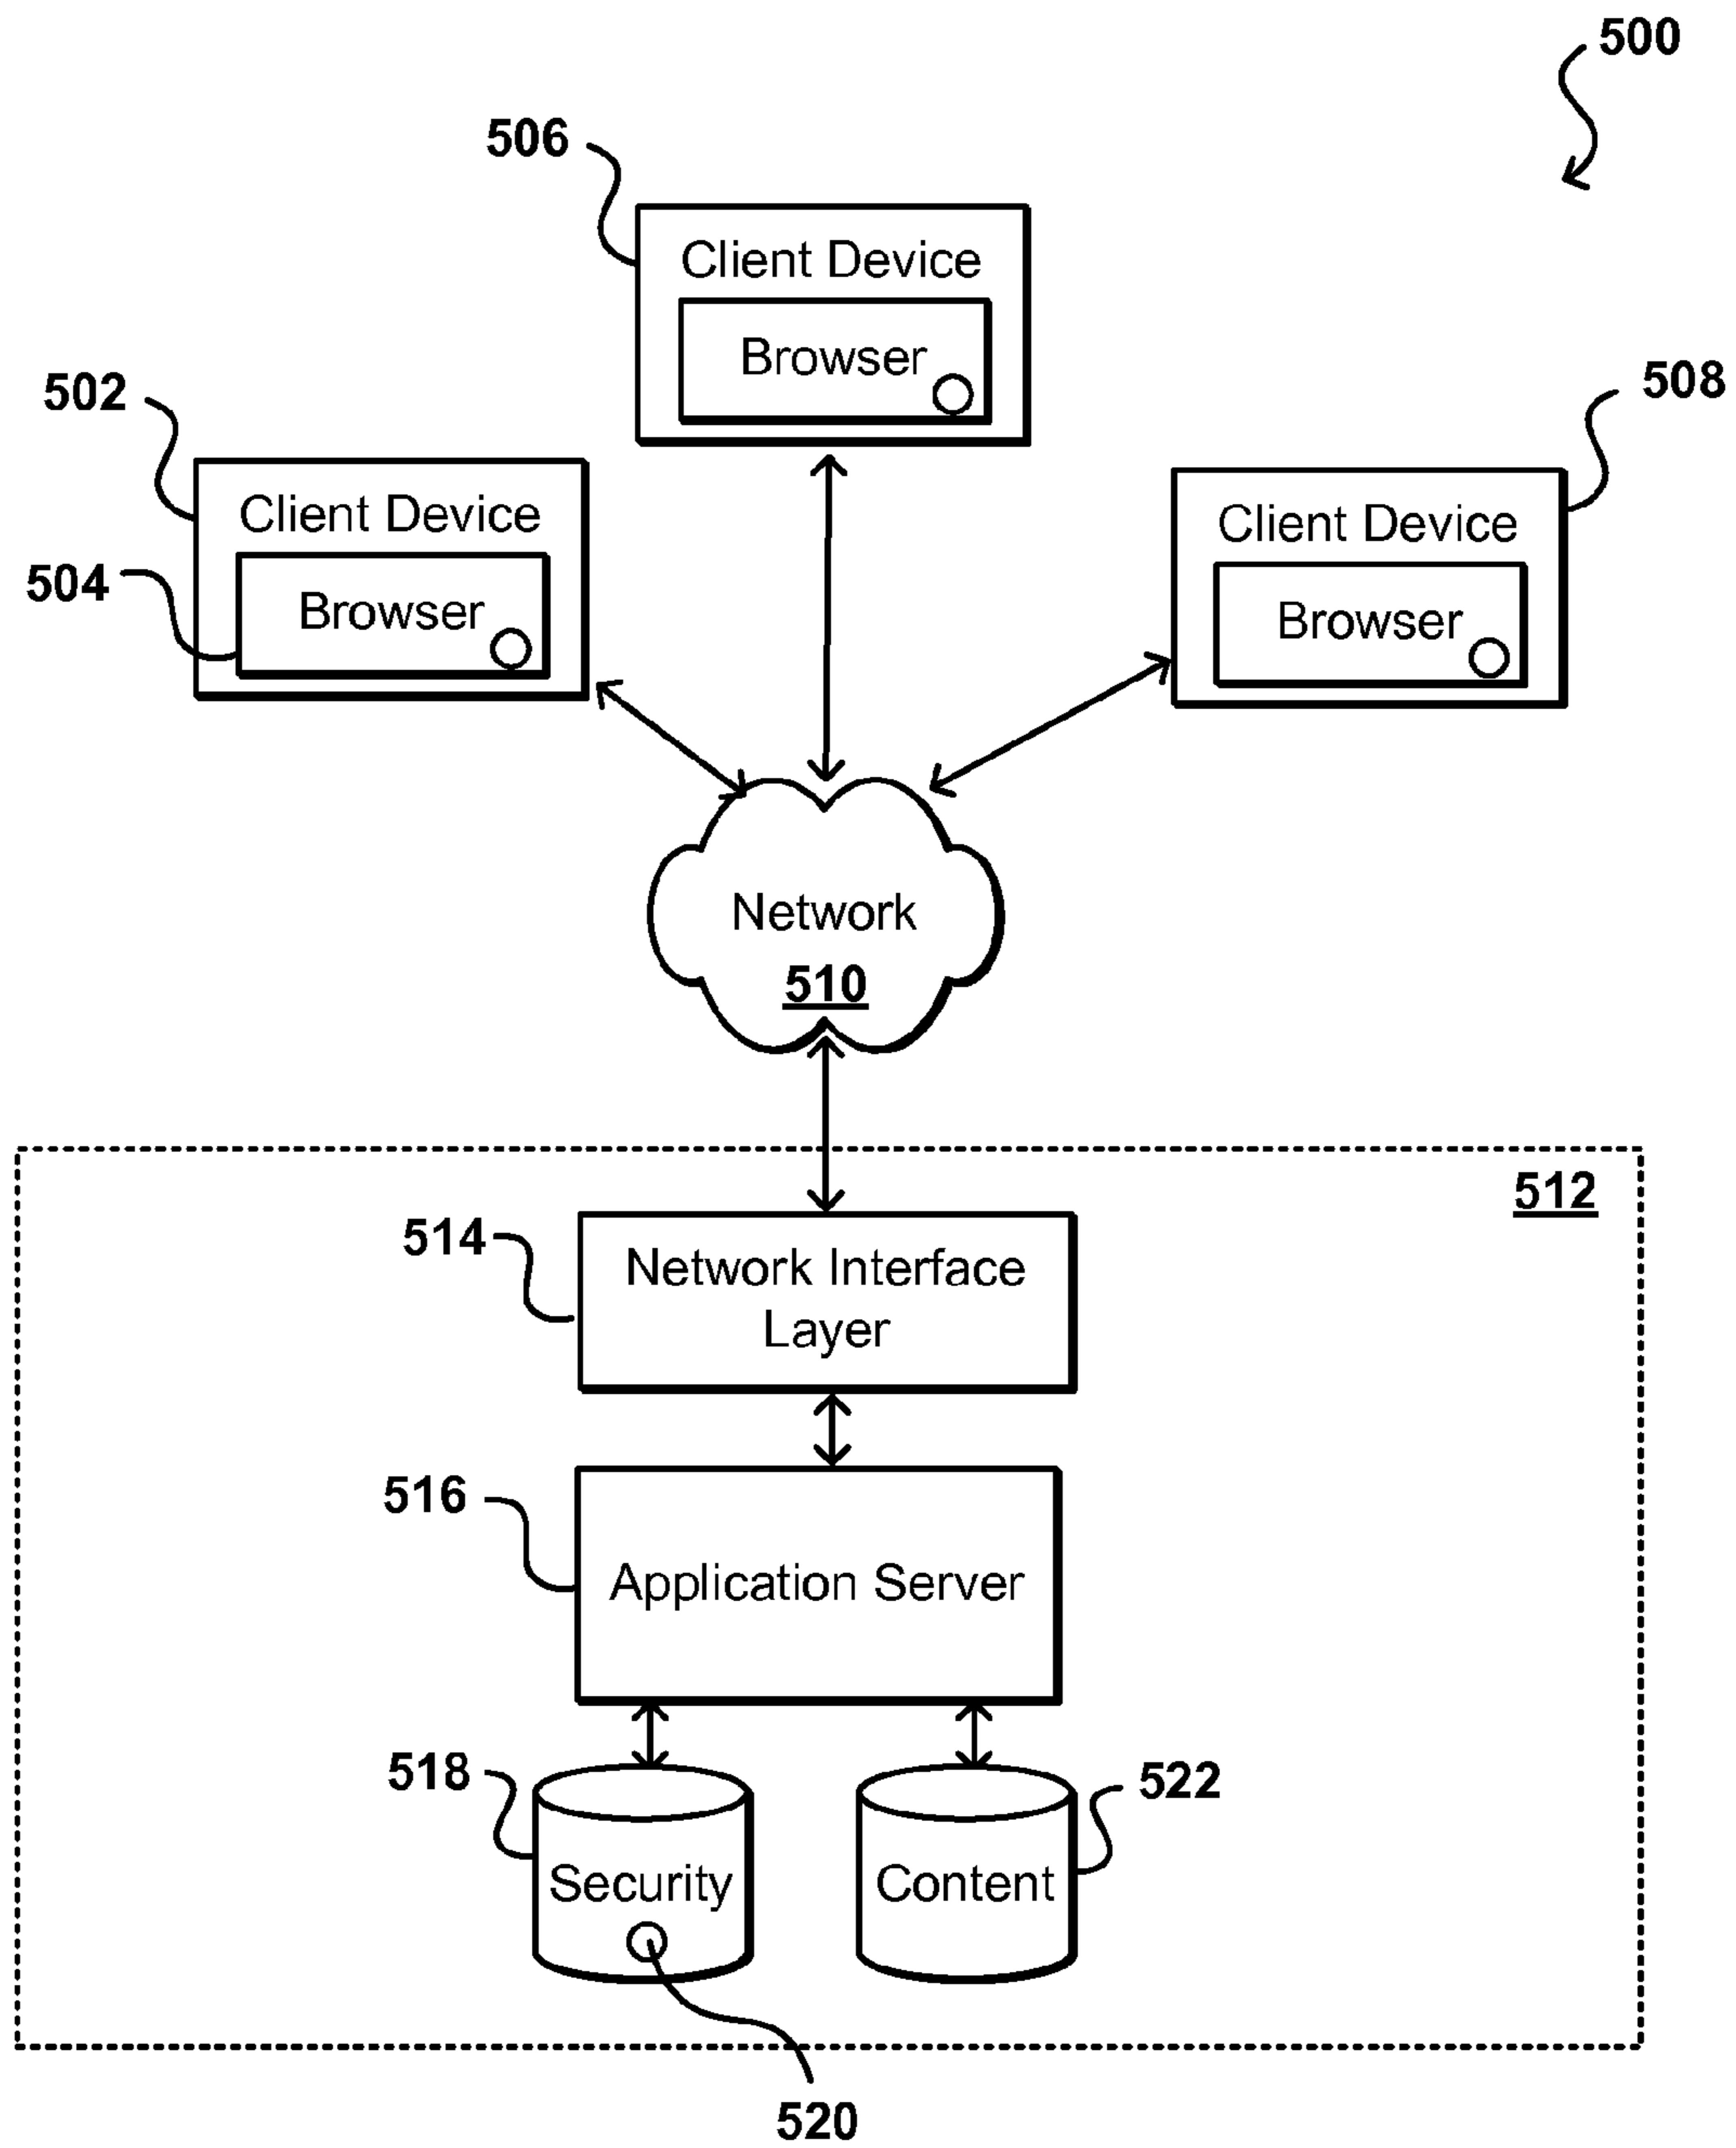 500
506
Client Device
Browser
502
Client Device
504
Browser
508
Client Device
Browser
Network
510
512
514
Network Interface
Layer
516
Application Server
518
Security
522
Content
520